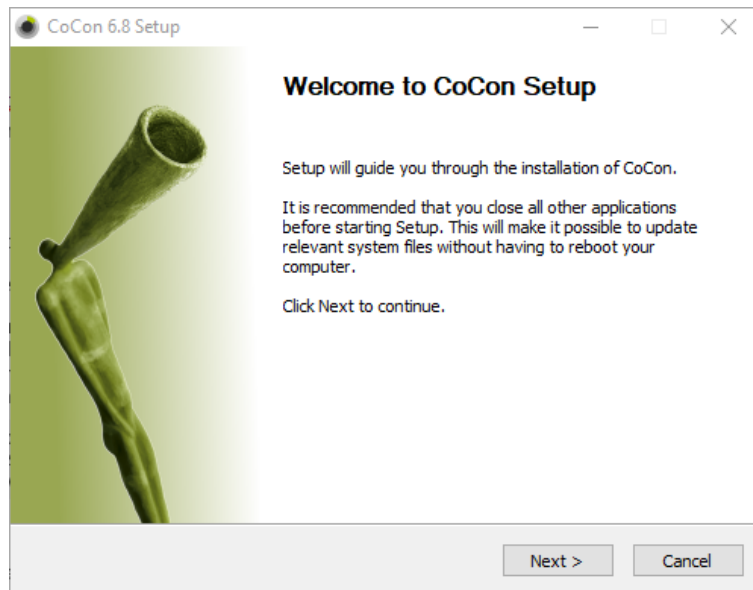 CoCon 6.8 Setup
Welcome to CoCon Setup
Setup will guide you through the installation of CoCon.
It is recommended that you close all other applications
before starting Setup. This will make it possible to update
relevant system files without having to reboot your
computer.
Click Next to continue.
Next >
Cancel